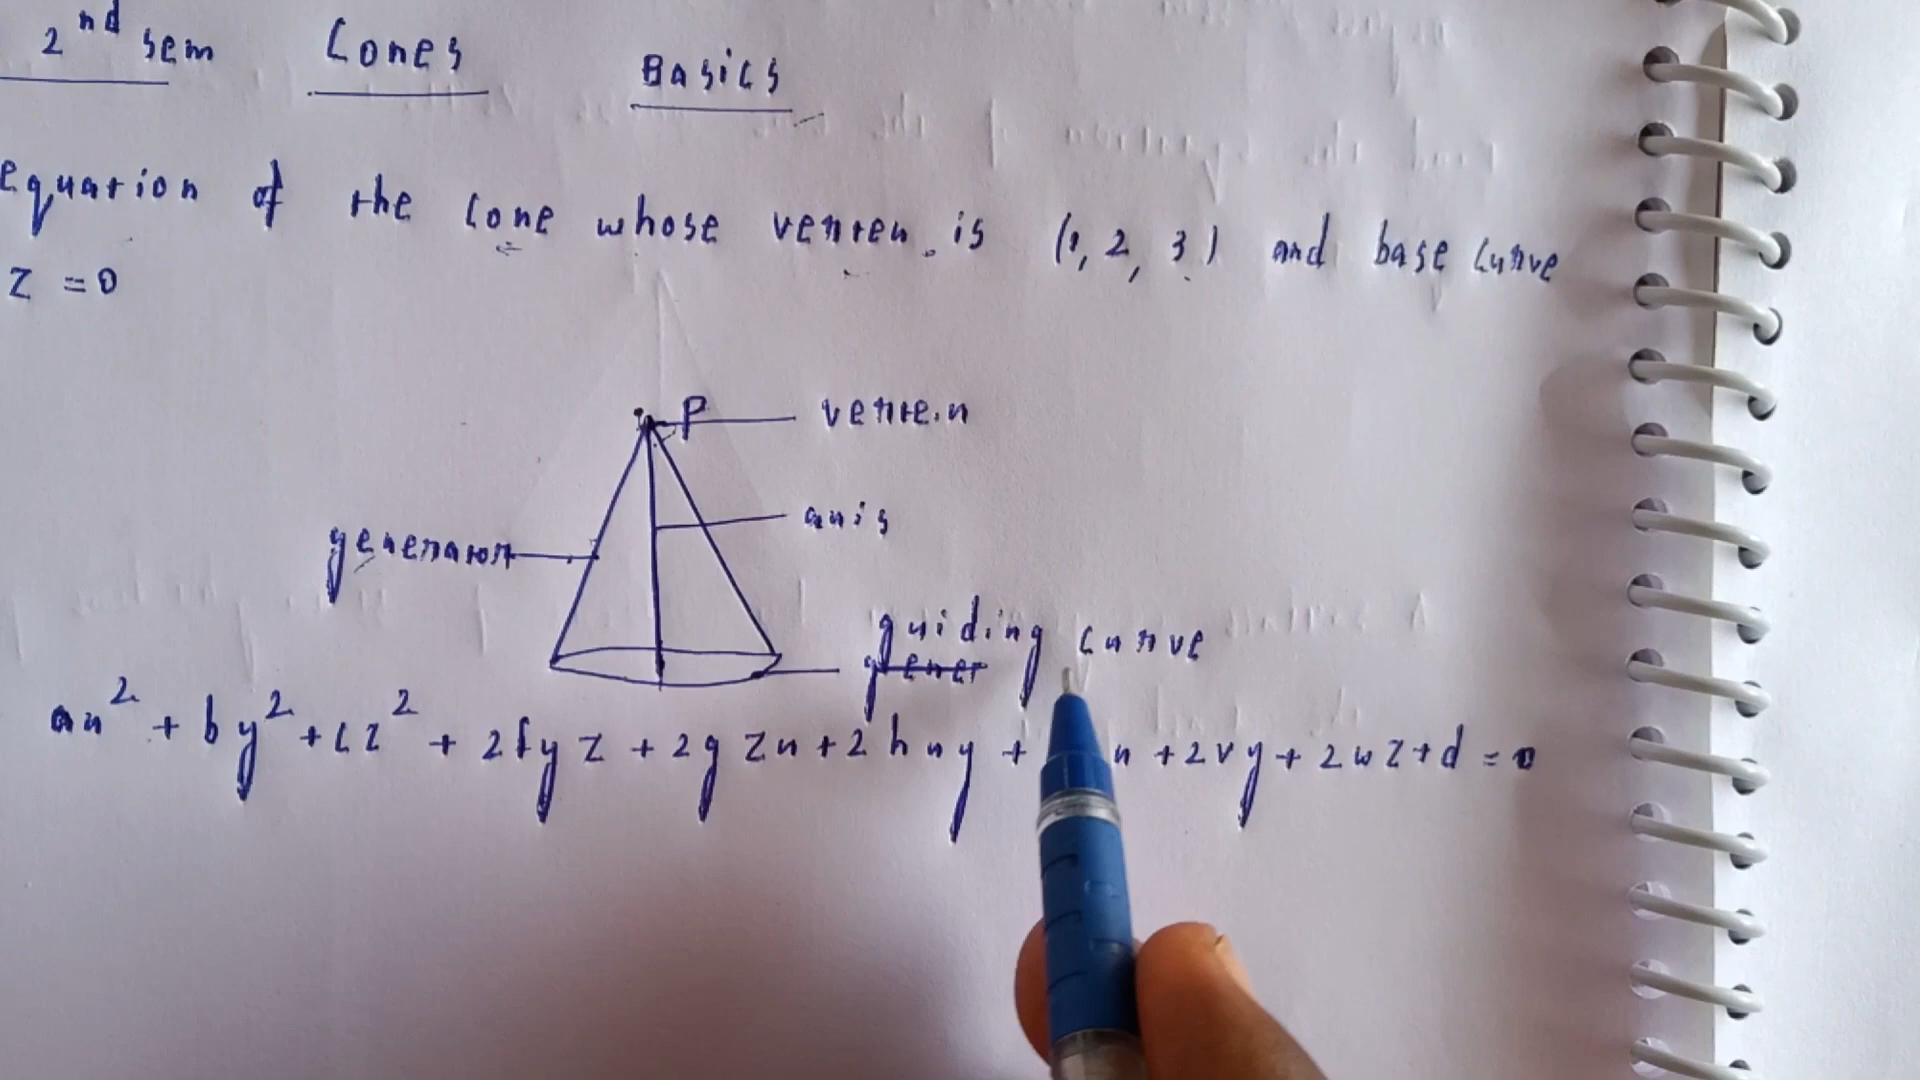 2nd sem Cones Basics
equation of the cone whose vertex is (1, 2, 3) and base curve
z = 0
P vertex
axis
generator
guiding curve
gener
ax² + by² + cz² + 2fyz + 2gzx + 2hxy + x + 2vy + 2wz + d = 0